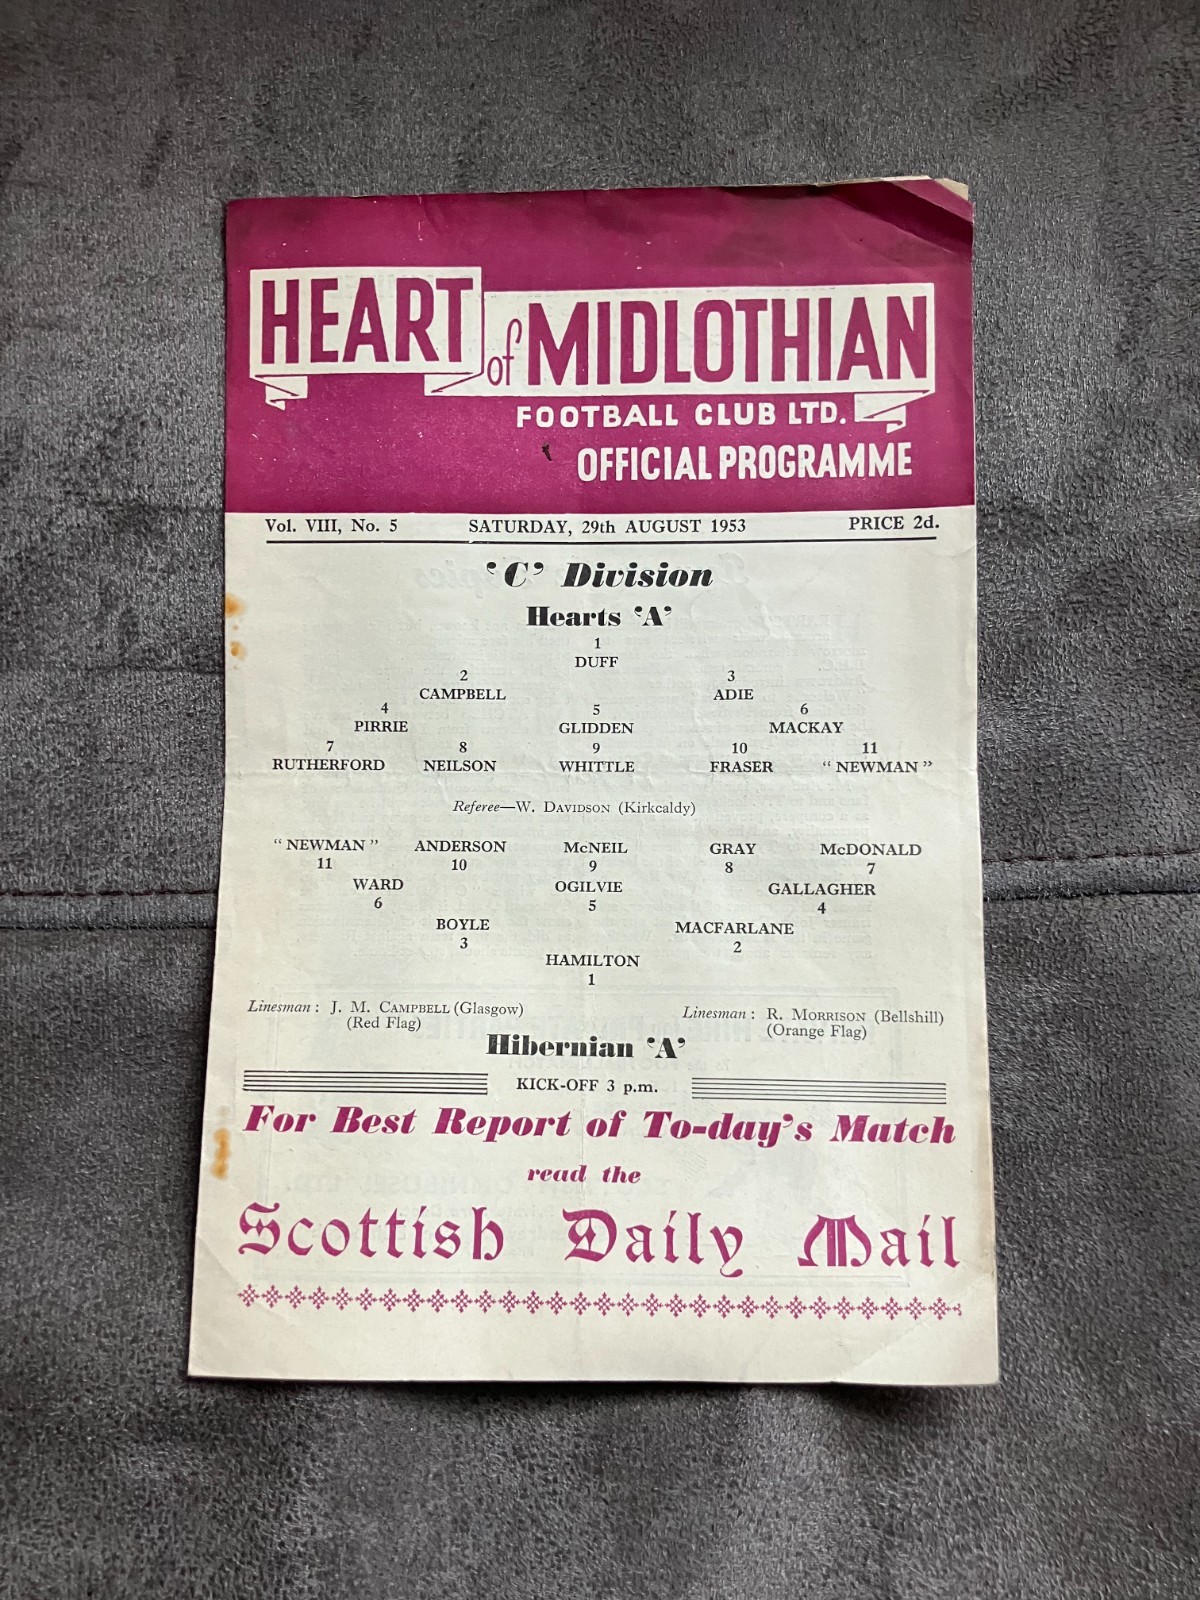 HEART of MIDLOTHIAN
FOOTBALL CLUB LTD.
OFFICIAL PROGRAMME
Vol. VIII, No. 5 SATURDAY, 29th AUGUST 1953 PRICE 2d.
'C' Division
Hearts 'A'
1
DUFF
2 3
CAMPBELL ADIE
4 5 6
PIRRIE GLIDDEN MACKAY
7 8 9 10 11
RUTHERFORD NEILSON WHITTLE FRASER "NEWMAN"
Referee—W. DAVIDSON (Kirkcaldy)
"NEWMAN" ANDERSON McNEIL GRAY McDONALD
11 10 9 8 7
WARD OGILVIE GALLAGHER
6 5 4
BOYLE MACFARLANE
3 2
HAMILTON
1
Linesman: J. M. CAMPBELL (Glasgow) Linesman: R. MORRISON (Bellshill)
(Red Flag) (Orange Flag)
Hibernian 'A'
KICK-OFF 3 p.m.
For Best Report of To-day's Match
read the
Scottish Daily Mail